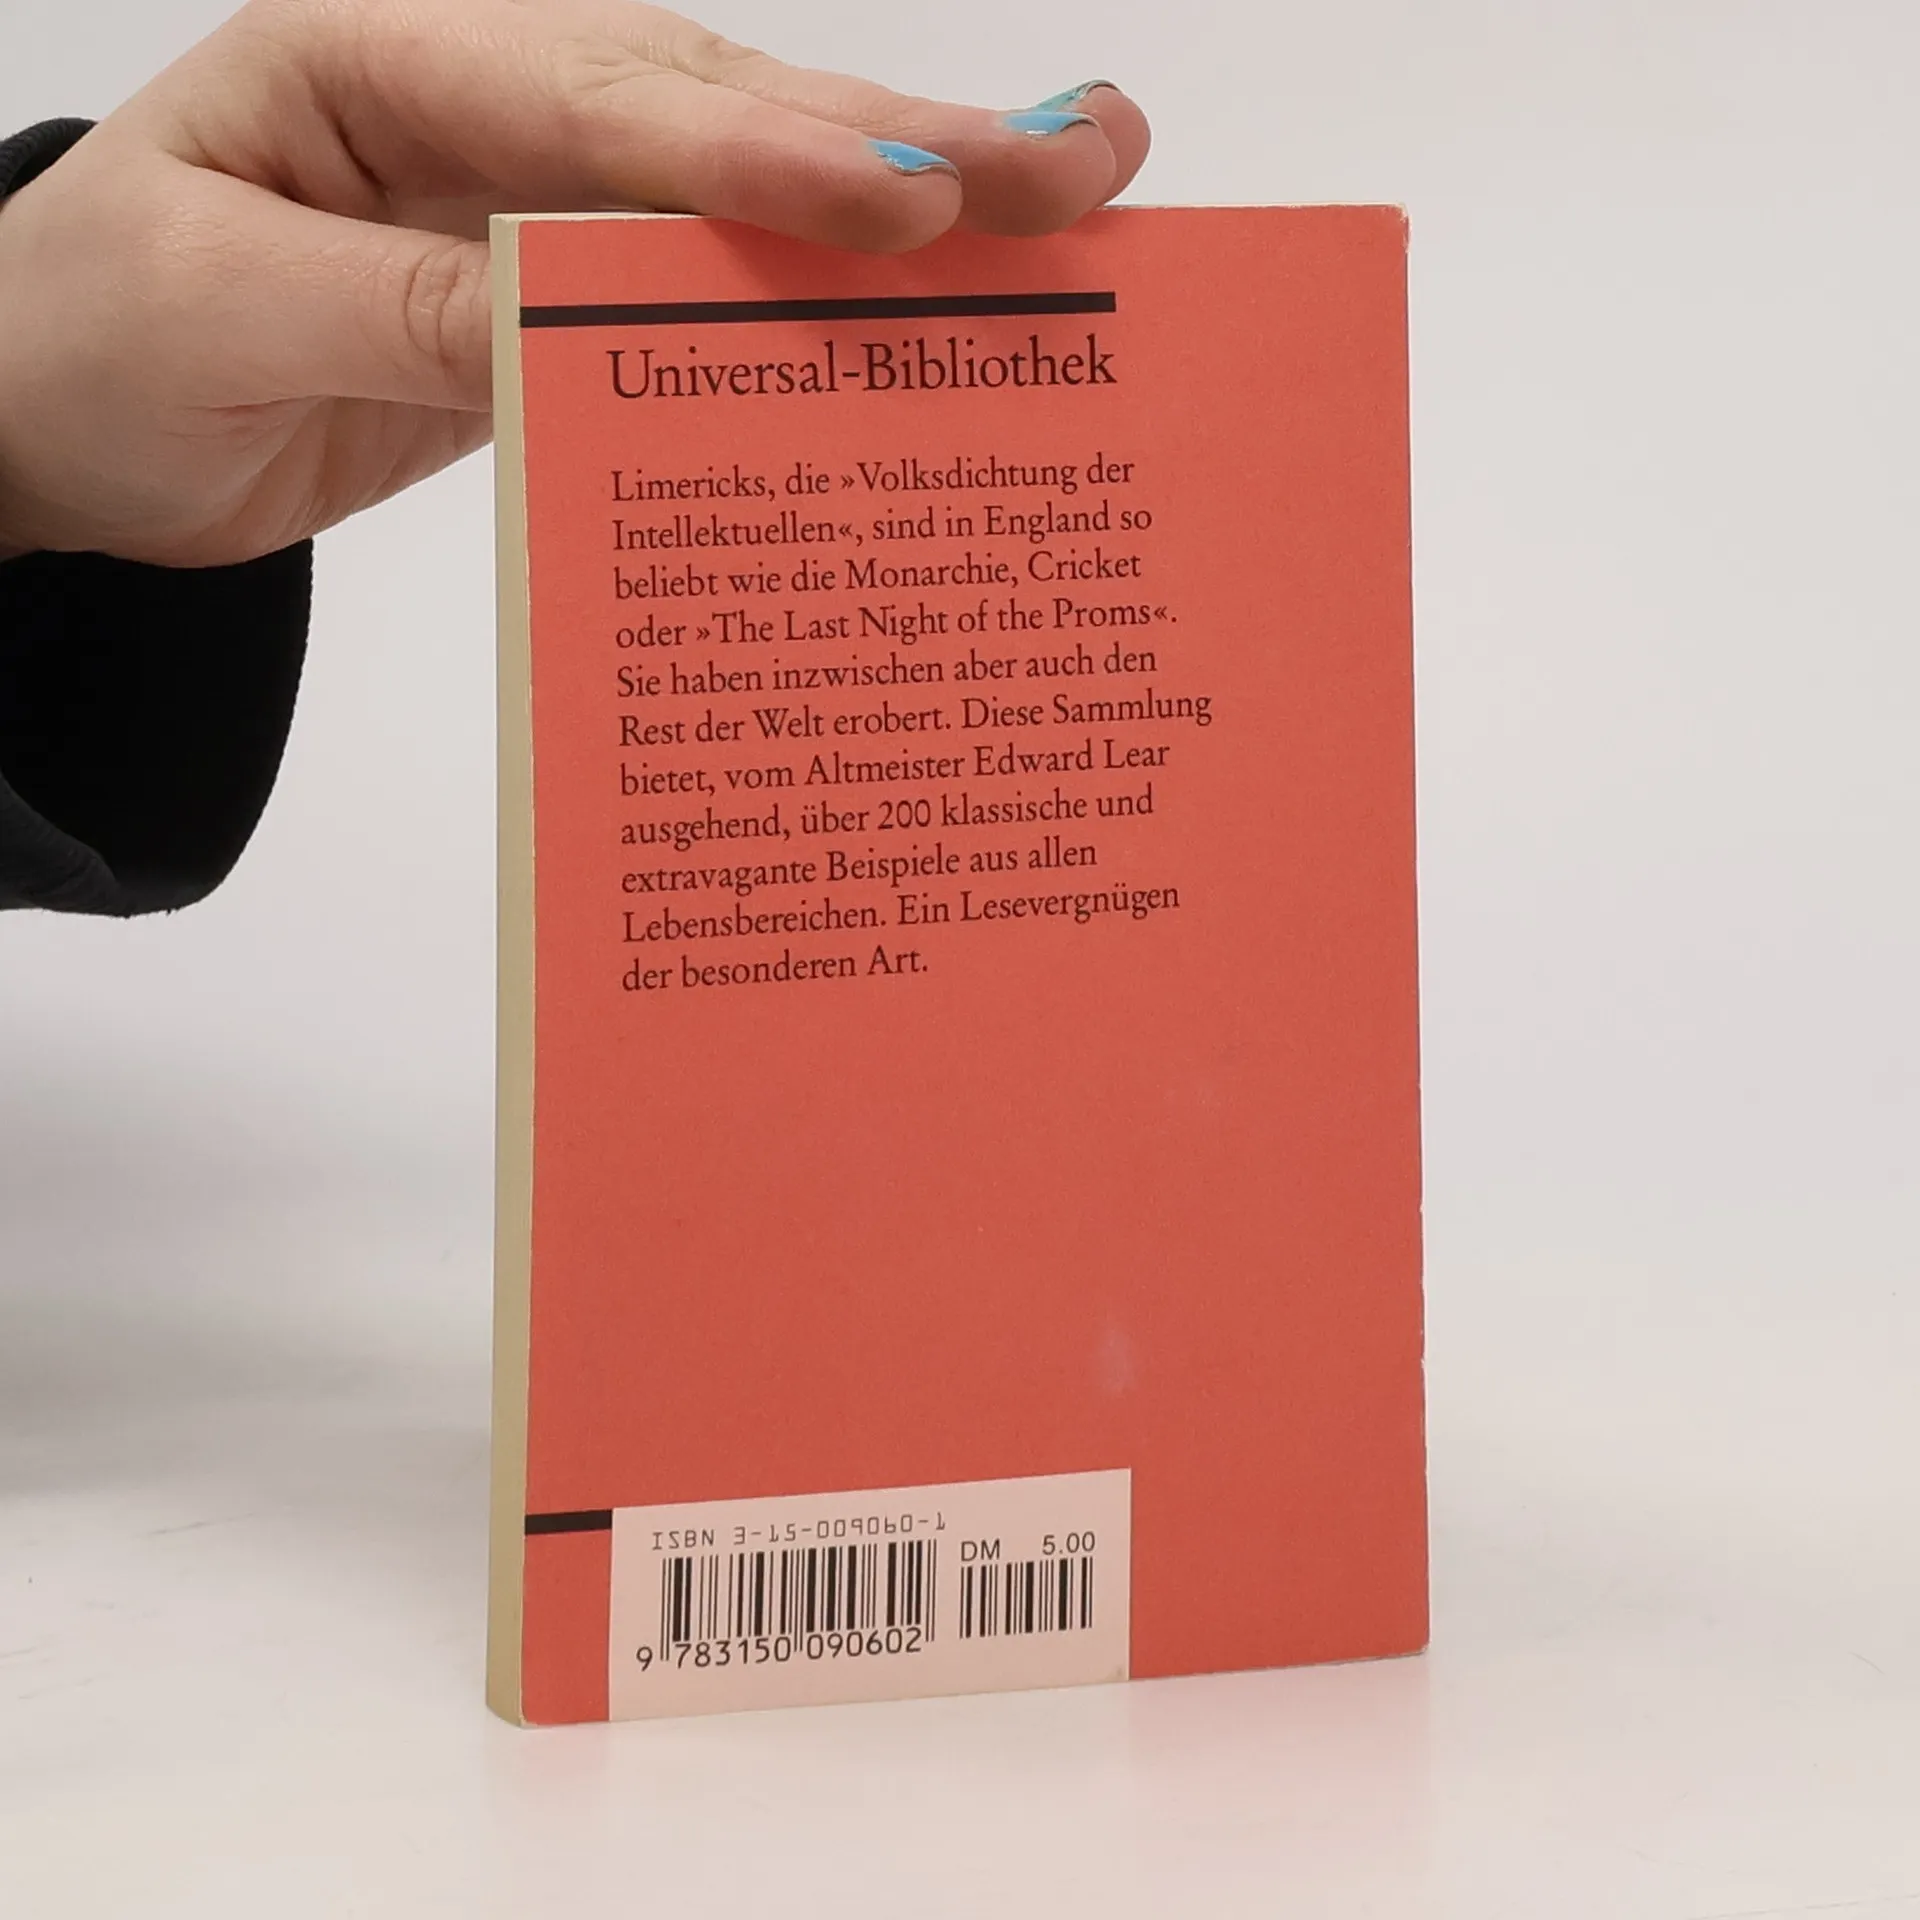 Universal-Bibliothek
Limericks, die »Volksdichtung der
Intellektuellen«, sind in England so
beliebt wie die Monarchie, Cricket
oder »The Last Night of the Proms«.
Sie haben inzwischen aber auch den
Rest der Welt erobert. Diese Sammlung
bietet, vom Altmeister Edward Lear
ausgehend, über 200 klassische und
extravagante Beispiele aus allen
Lebensbereichen. Ein Lesevergnügen
der besonderen Art.
ISBN 3-15-009060-1
DM 5.00
9 783150 090602